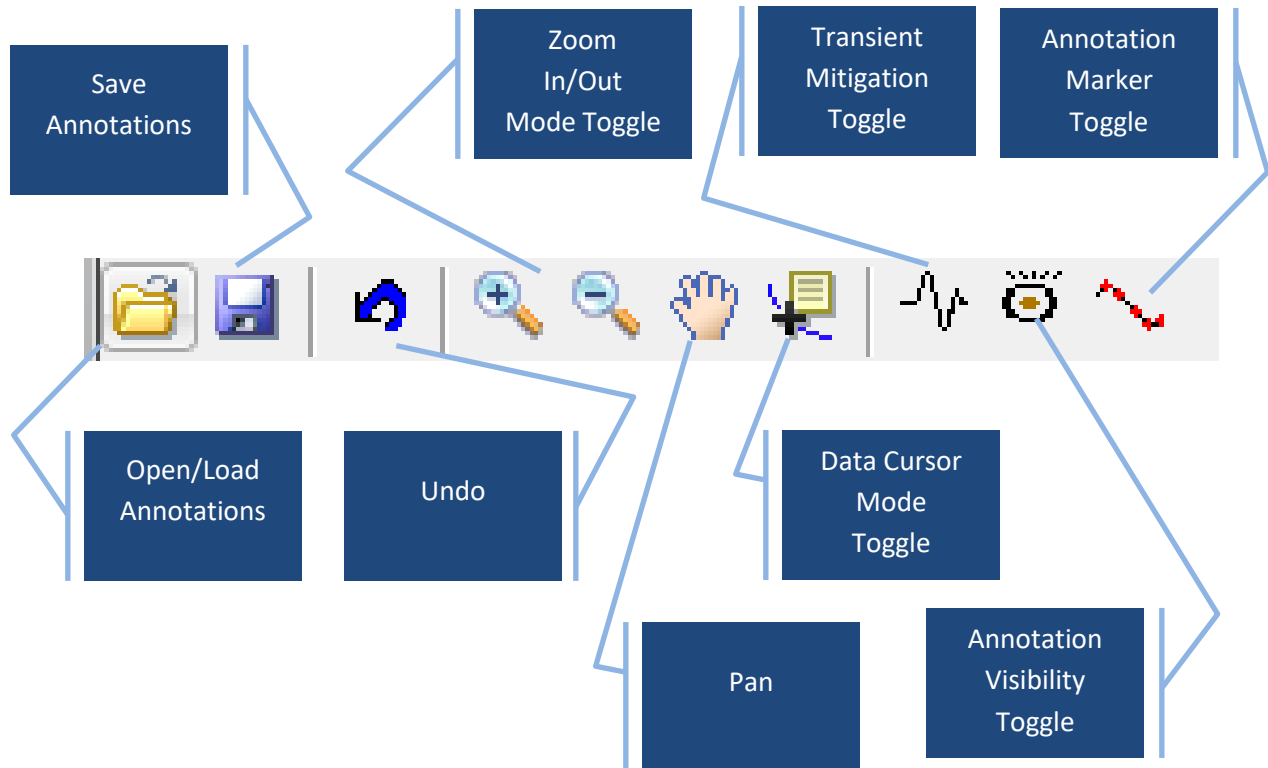 Save
Annotations
Zoom
In/Out
Mode Toggle
Transient
Mitigation
Toggle
Annotation
Marker
Toggle
Open/Load
Annotations
Undo
Data Cursor
Mode
Toggle
Pan
Annotation
Visibility
Toggle